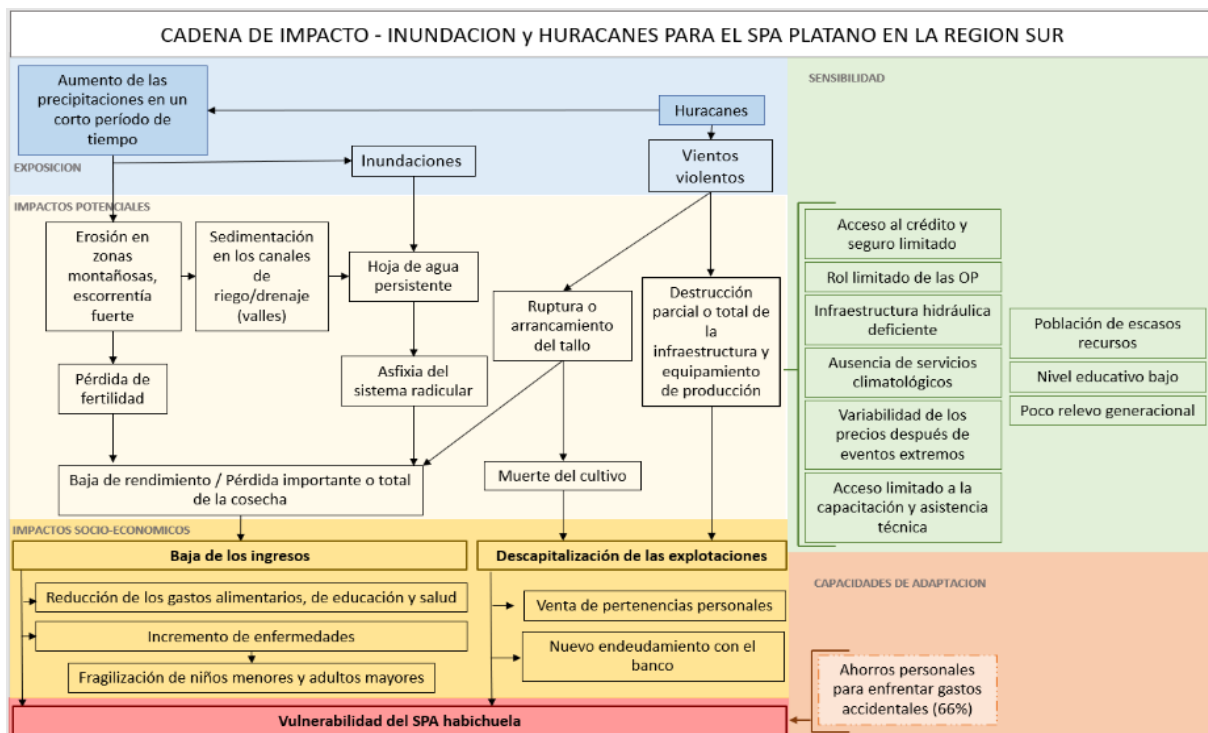 CADENA DE IMPACTO - INUNDACION y HURACANES PARA EL SPA PLATANO EN LA REGION SUR
Aumento de las
precipitaciones en un
corto período de
tiempo
Huracanes
EXPOSICION
Inundaciones
Vientos
violentos
IMPACTOS POTENCIALES
Erosión en
zonas
montañosas,
escorrentía
fuerte
Sedimentación
en los canales
de
riego/drenaje
(valles)
Hoja de agua
persistente
Ruptura o
arrancamiento
del tallo
Destrucción
parcial o total de
la
infraestructura y
equipamiento
de producción
Pérdida de
fertilidad
Asfixia del
sistema radicular
Baja de rendimiento / Pérdida importante o total
de la cosecha
Muerte del cultivo
IMPACTOS SOCIO-ECONOMICOS
Baja de los ingresos
Descapitalización de las explotaciones
Reducción de los gastos alimentarios, de educación y salud
Incremento de enfermedades
Fragilización de niños menores y adultos mayores
Venta de pertenencias personales
Nuevo endeudamiento con el
banco
Vulnerabilidad del SPA habichuela
SENSIBILIDAD
Acceso al crédito y
seguro limitado
Rol limitado de las OP
Infraestructura hidráulica
deficiente
Ausencia de servicios
climatológicos
Variabilidad de los
precios después de
eventos extremos
Acceso limitado a la
capacitación y asistencia
técnica
Población de escasos
recursos
Nivel educativo bajo
Poco relevo generacional
CAPACIDADES DE ADAPTACION
Ahorros personales
para enfrentar gastos
accidentales (66%)